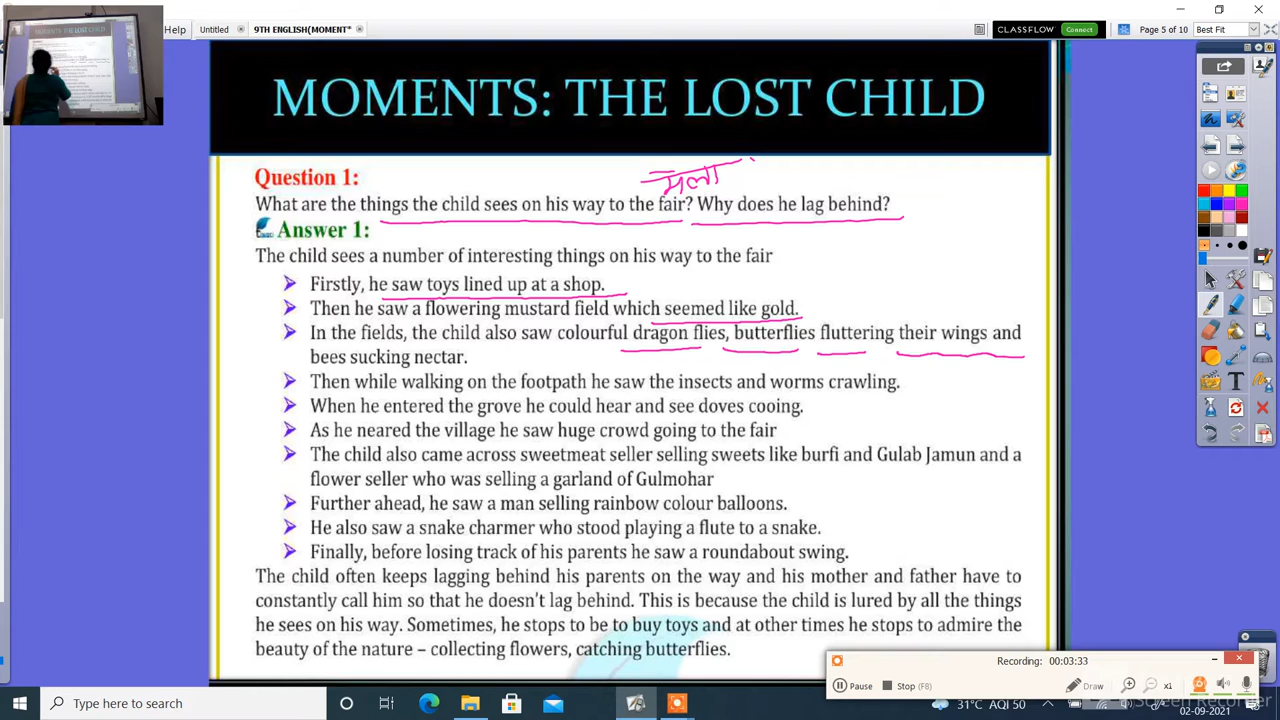 Help
Untitled
9TH ENGLISH(MOMENT*
CLASSFLOW
Connect
Page 5 of 10
Best Fit
MOMENTS: THE LOST CHILD
मेला
Question 1:
What are the things the child sees on his way to the fair? Why does he lag behind?
Answer 1:
The child sees a number of interesting things on his way to the fair
Firstly, he saw toys lined up at a shop.
Then he saw a flowering mustard field which seemed like gold.
In the fields, the child also saw colourful dragon flies, butterflies fluttering their wings and
bees sucking nectar.
Then while walking on the footpath he saw the insects and worms crawling.
When he entered the grove he could hear and see doves cooing.
As he neared the village he saw huge crowd going to the fair
The child also came across sweetmeat seller selling sweets like burfi and Gulab Jamun and a
flower seller who was selling a garland of Gulmohar
Further ahead, he saw a man selling rainbow colour balloons.
He also saw a snake charmer who stood playing a flute to a snake.
Finally, before losing track of his parents he saw a roundabout swing.
The child often keeps lagging behind his parents on the way and his mother and father have to
constantly call him so that he doesn't lag behind. This is because the child is lured by all the things
he sees on his way. Sometimes, he stops to be to buy toys and at other times he stops to admire the
beauty of the nature – collecting flowers, catching butterflies.
Recording: 00:03:33
Pause
Stop (F8)
Draw
x1
Type here to search
31°C AQI 50
02-09-2021